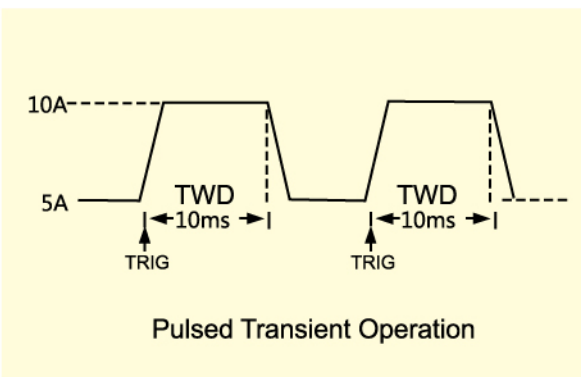 10A
5A
TWD
10ms
TRIG
TWD
10ms
TRIG
Pulsed Transient Operation